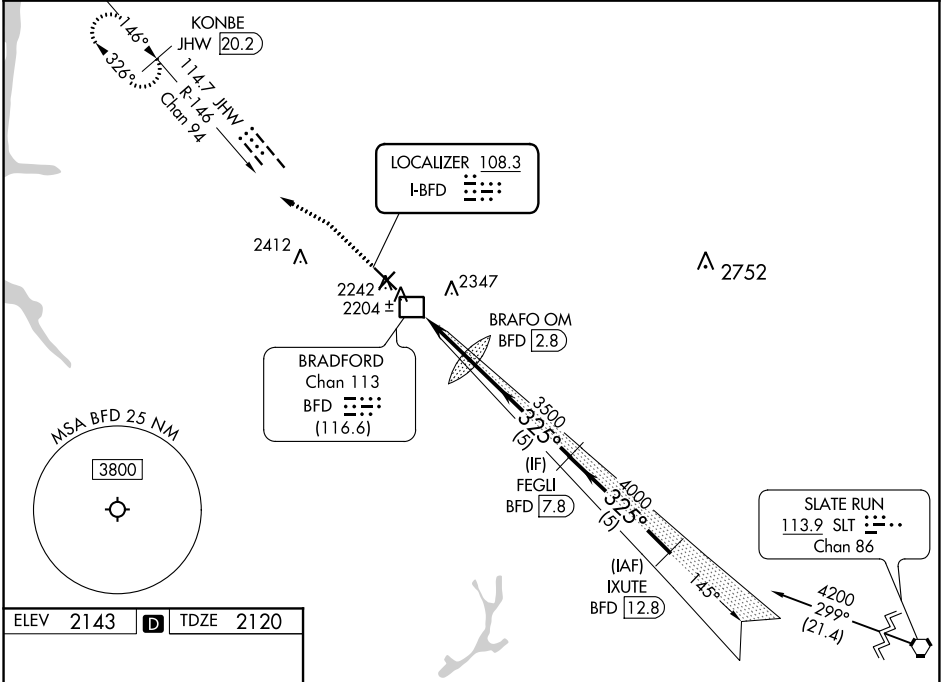 KONBE
JHW 20.2
146°
326°
114.7 JHW
R-146
Chan 94
LOCALIZER 108.3
I-BFD
2412
2242
2204 ±
2347
2752
BRAFO OM
BFD 2.8
BRADFORD
Chan 113
BFD
(116.6)
3500
325°
(5)
(IF)
FEGLI
BFD 7.8
4000
325°
(5)
(IAF)
IXUTE
BFD 12.8
145°
MSA BFD 25 NM
3800
SLATE RUN
113.9 SLT
Chan 86
4200
299°
(21.4)
ELEV 2143 D TDZE 2120